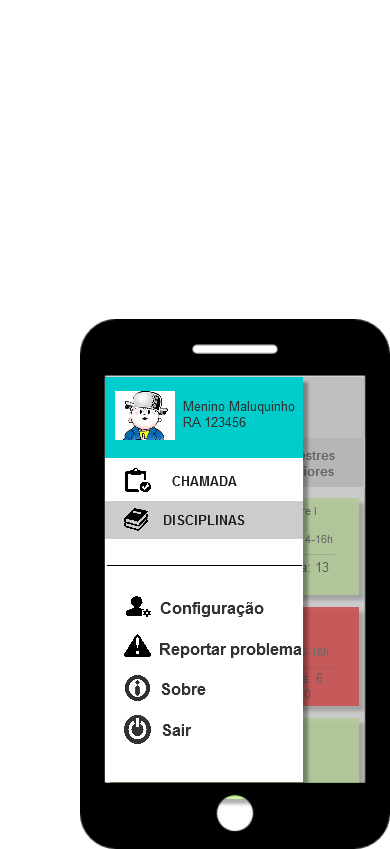 Menino Maluquinho
RA 123456
CHAMADA
DISCIPLINAS
Configuração
Reportar problema
Sobre
Sair
estres
iores
re I
4-16h
a: 13
-16h
a: 6
0